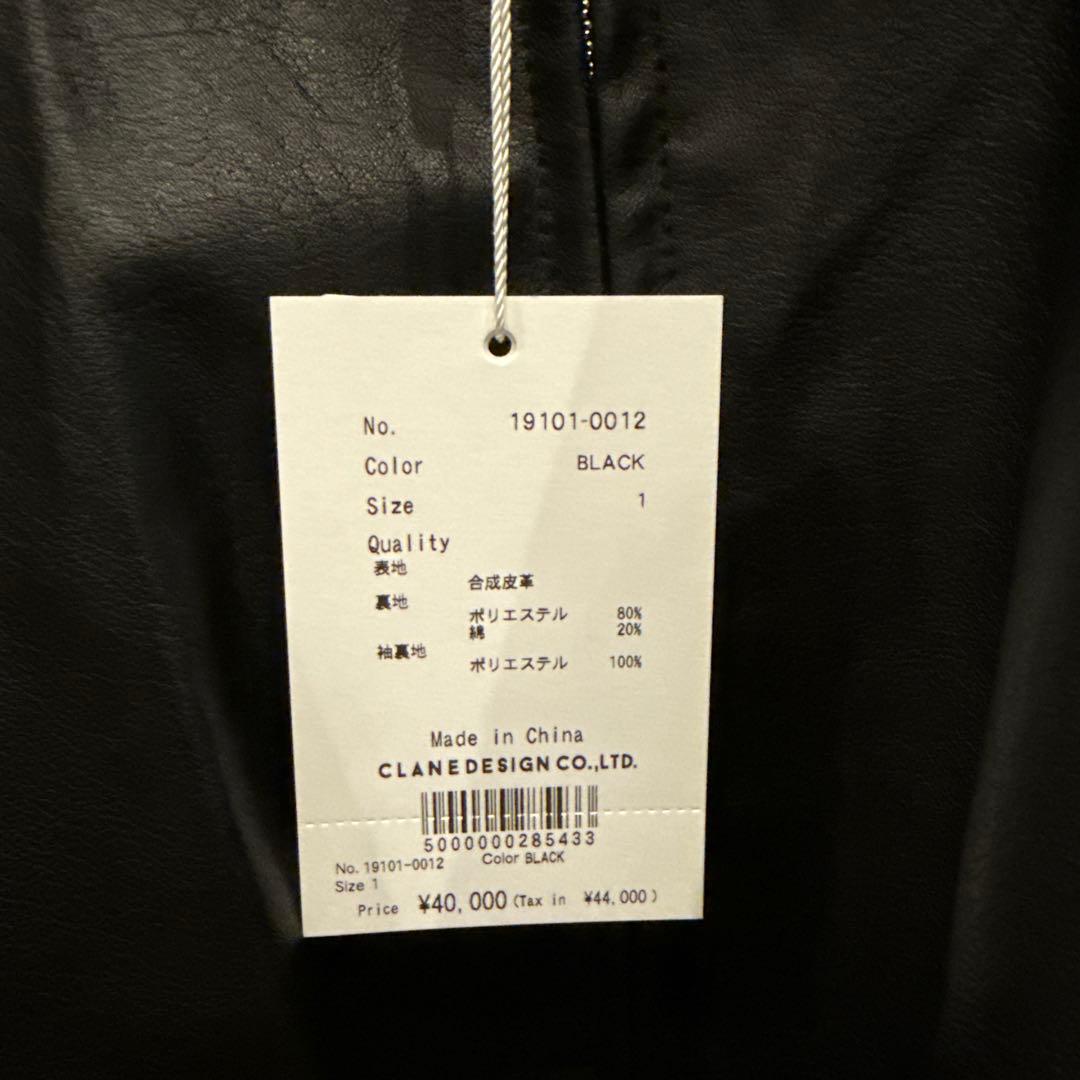 No. 19101-0012
Color BLACK
Size 1
Quality
表地
合成皮革
裏地
ポリエステル 80%
綿 20%
袖裏地
ポリエステル 100%
Made in China
CLANEDESIGN CO.,LTD.
5000000285433
No. 19101-0012 Color BLACK
Size 1
Price ¥40,000 (Tax in ¥44,000)